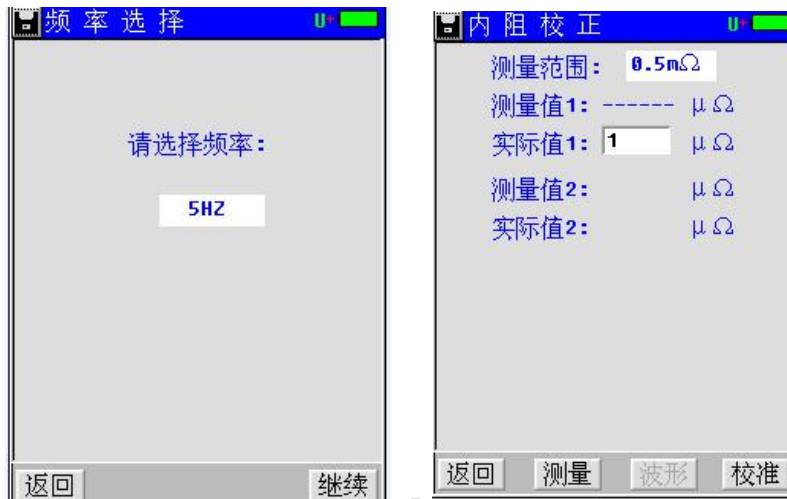 频率选择 U+
请选择频率:
5HZ
返回 继续
内阻校正 U+
测量范围: 0.5mΩ
测量值1: ------ μΩ
实际值1: 1 μΩ
测量值2: μΩ
实际值2: μΩ
返回 测量 波形 校准